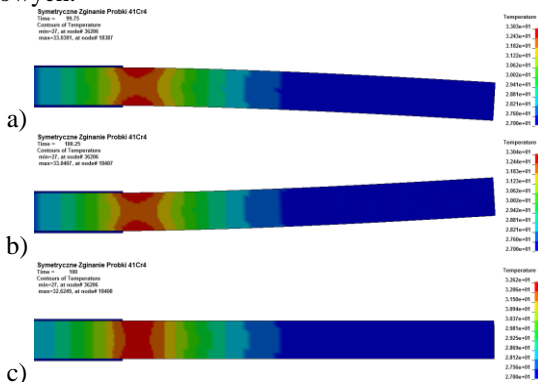 Symetryczne Zginanie Probki 41Cr4
Time = 99.75
Contours of Temperature
min=27, at node# 36206
max=33.0301, at node# 18387
Temperature
3.303e+01
3.243e+01
3.182e+01
3.122e+01
3.062e+01
3.002e+01
2.941e+01
2.881e+01
2.821e+01
2.760e+01
2.700e+01
a)
Symetryczne Zginanie Probki 41Cr4
Time = 100.25
Contours of Temperature
min=27, at node# 36206
max=33.0407, at node# 18407
Temperature
3.304e+01
3.244e+01
3.183e+01
3.123e+01
3.062e+01
3.002e+01
2.942e+01
2.881e+01
2.821e+01
2.760e+01
2.700e+01
b)
Symetryczne Zginanie Probki 41Cr4
Time = 100
Contours of Temperature
min=27, at node# 36206
max=32.6249, at node# 18408
Temperature
3.262e+01
3.206e+01
3.150e+01
3.094e+01
3.037e+01
2.981e+01
2.925e+01
2.869e+01
2.812e+01
2.756e+01
2.700e+01
c)